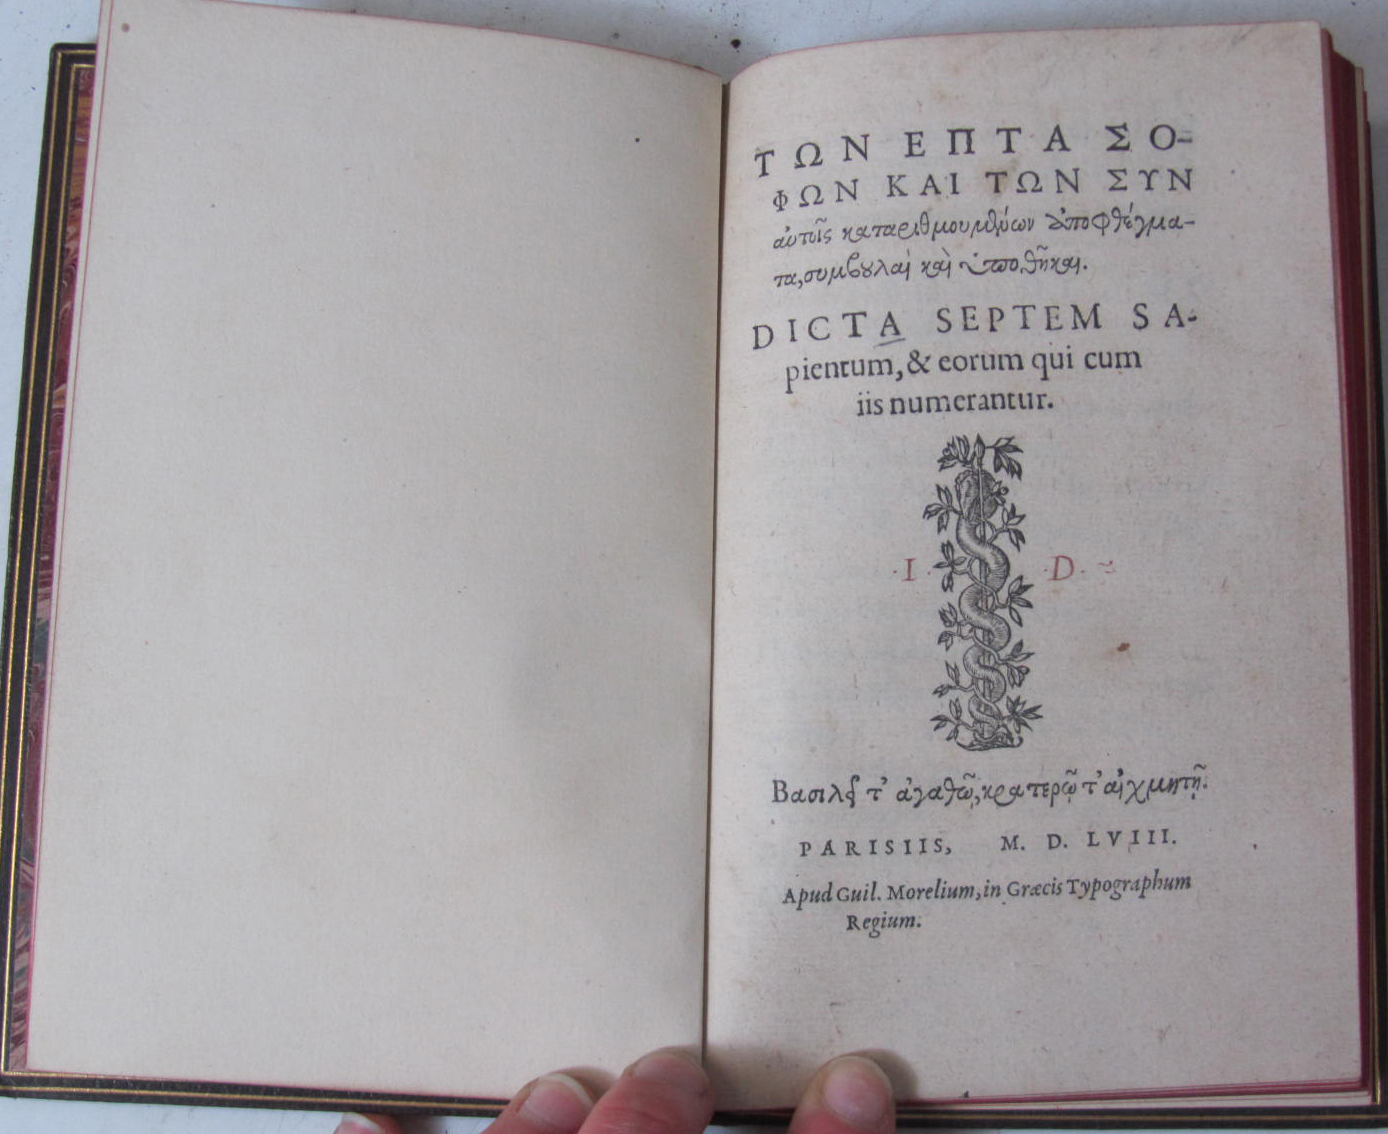 ΤΩΝ ΕΠΤΑ ΣΟ-
ΦΩΝ ΚΑΙ ΤΩΝ ΣΥΝ
αὐτοῖς καταριθμουμένων ἀποφθέγμα-
τα, συμβουλαὶ καὶ ὑποθῆκαι.
DICTA SEPTEM SA-
pientum, & eorum qui cum
iis numerantur.
·I· ·D·
Βασιλεῖ τ' ἀγαθῷ, κρατερῷ τ' αἰχμητῇ.
PARISIIS, M. D. LVIII.
Apud Guil. Morelium, in Græcis Typographum
Regium.